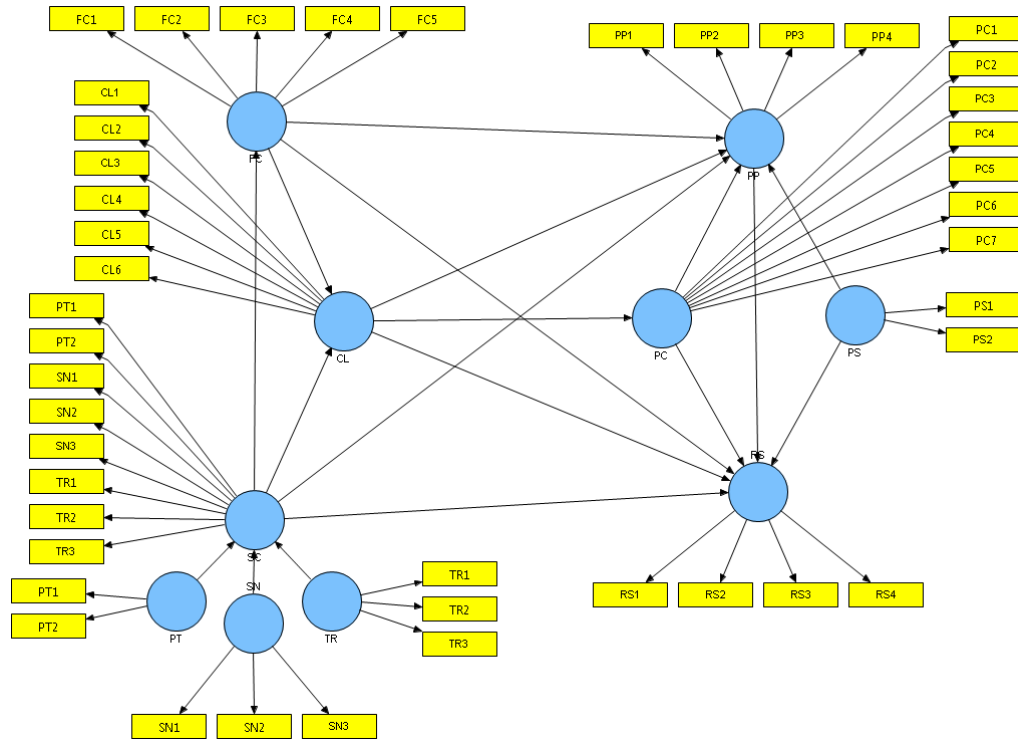 FC1
FC2
FC3
FC4
FC5
PP1
PP2
PP3
PP4
PC1
PC2
PC3
PC4
PC5
PC6
PC7
CL1
CL2
CL3
CL4
CL5
CL6
FC
PP
PT1
PT2
SN1
SN2
SN3
TR1
TR2
TR3
CL
PC
PS
PS1
PS2
RS
SC
PT1
PT2
PT
SN
TR
TR1
TR2
TR3
RS1
RS2
RS3
RS4
SN1
SN2
SN3